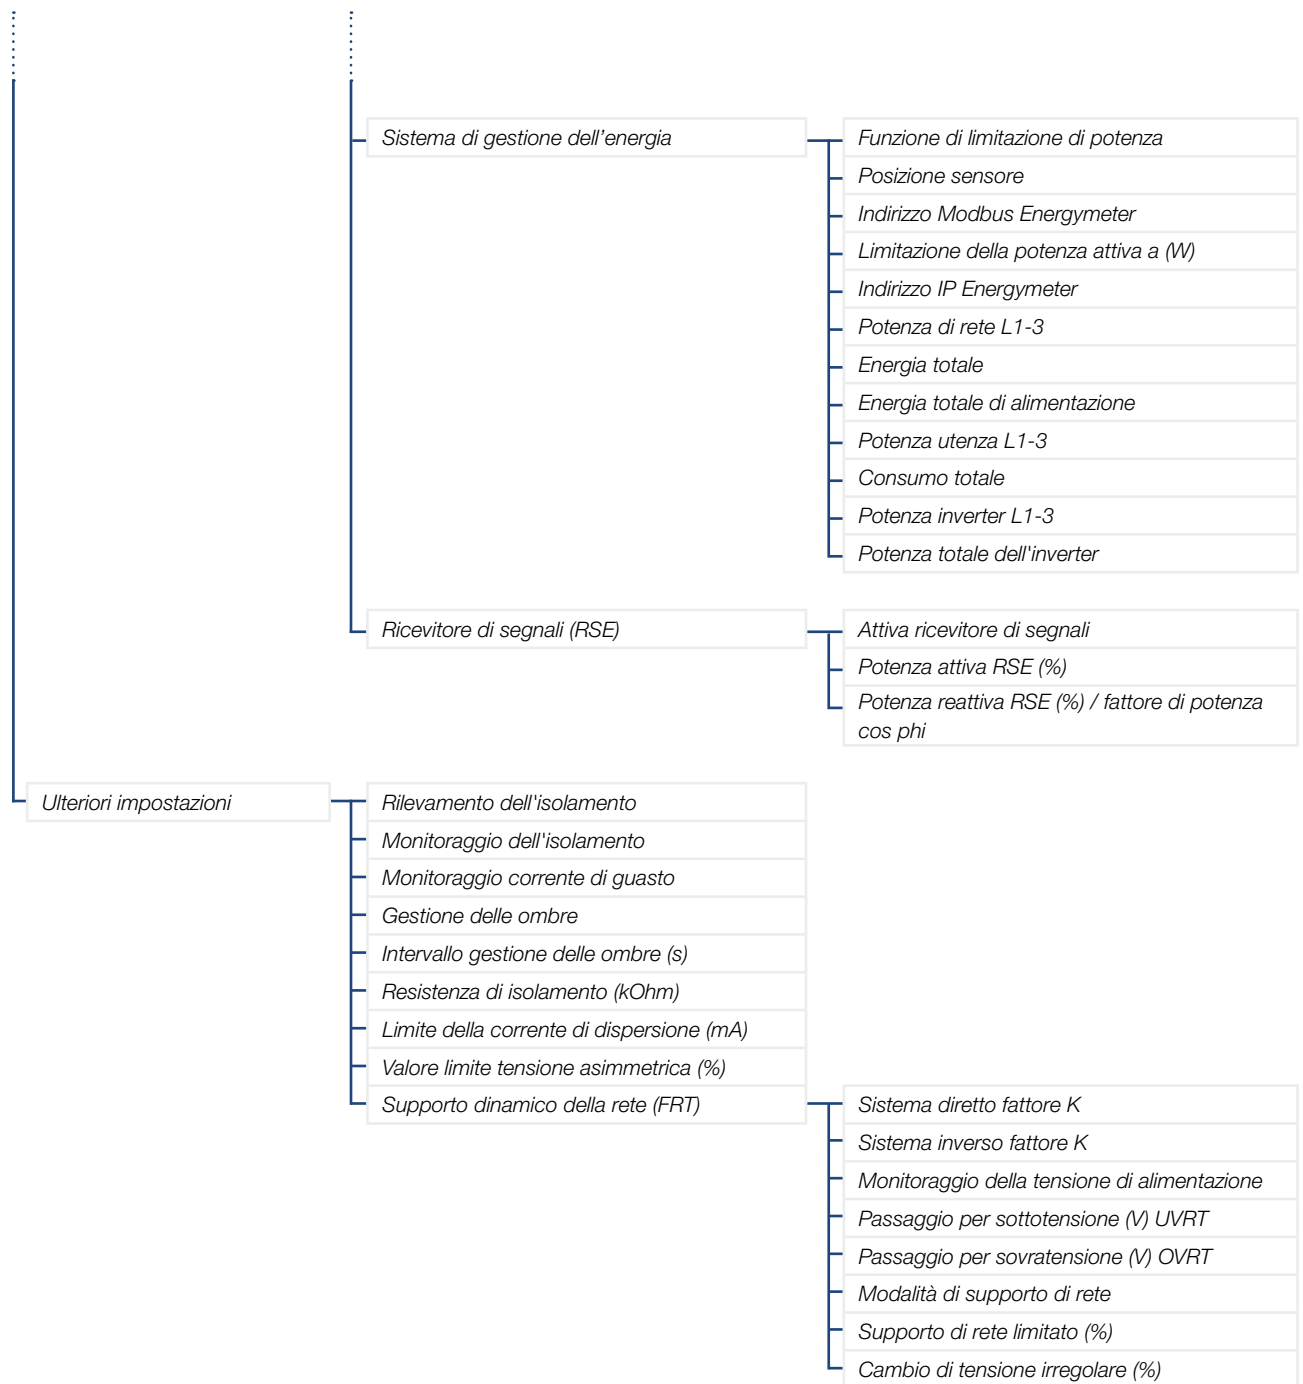 Sistema di gestione dell’energia
Funzione di limitazione di potenza
Posizione sensore
Indirizzo Modbus Energymeter
Limitazione della potenza attiva a (W)
Indirizzo IP Energymeter
Potenza di rete L1-3
Energia totale
Energia totale di alimentazione
Potenza utenza L1-3
Consumo totale
Potenza inverter L1-3
Potenza totale dell'inverter
Ricevitore di segnali (RSE)
Attiva ricevitore di segnali
Potenza attiva RSE (%)
Potenza reattiva RSE (%) / fattore di potenza
cos phi
Ulteriori impostazioni
Rilevamento dell'isolamento
Monitoraggio dell'isolamento
Monitoraggio corrente di guasto
Gestione delle ombre
Intervallo gestione delle ombre (s)
Resistenza di isolamento (kOhm)
Limite della corrente di dispersione (mA)
Valore limite tensione asimmetrica (%)
Supporto dinamico della rete (FRT)
Sistema diretto fattore K
Sistema inverso fattore K
Monitoraggio della tensione di alimentazione
Passaggio per sottotensione (V) UVRT
Passaggio per sovratensione (V) OVRT
Modalità di supporto di rete
Supporto di rete limitato (%)
Cambio di tensione irregolare (%)